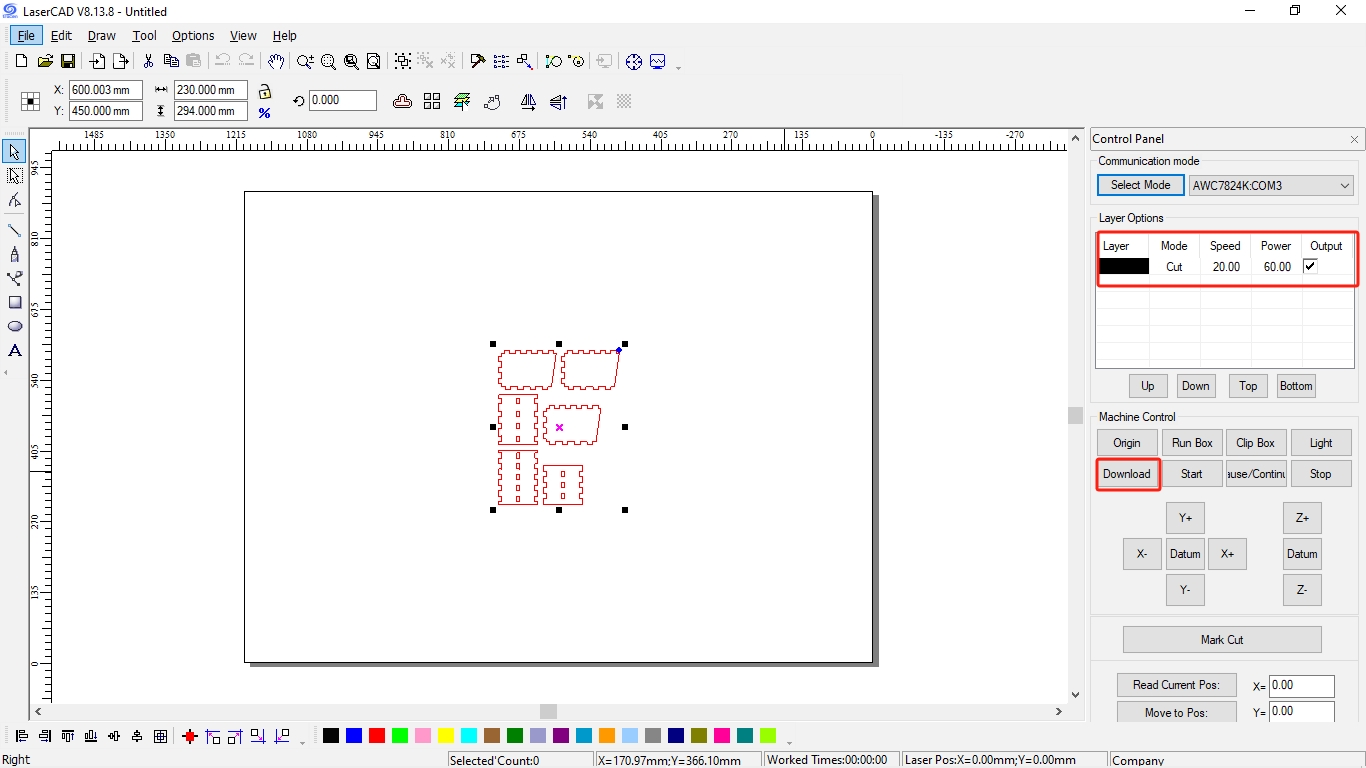 LaserCAD V8.13.8 - Untitled
File Edit Draw Tool Options View Help
X: 600.003 mm 230.000 mm 0.000
Y: 450.000 mm 294.000 mm %
1485 1350 1215 1080 945 810 675 540 405 270 135 0 -135 -270
945
810
675
540
405
270
135
0
A
Control Panel
Communication mode
Select Mode AWC7824K:COM3
Layer Options
Layer Mode Speed Power Output
Cut 20.00 60.00
Up Down Top Bottom
Machine Control
Origin Run Box Clip Box Light
Download Start ause/Continu Stop
Y+ Z+
X- Datum X+ Datum
Y- Z-
Mark Cut
Read Current Pos: X= 0.00
Move to Pos: Y= 0.00
Right Selected'Count:0 X=170.97mm;Y=366.10mm Worked Times:00:00:00 Laser Pos:X=0.00mm;Y=0.00mm Company